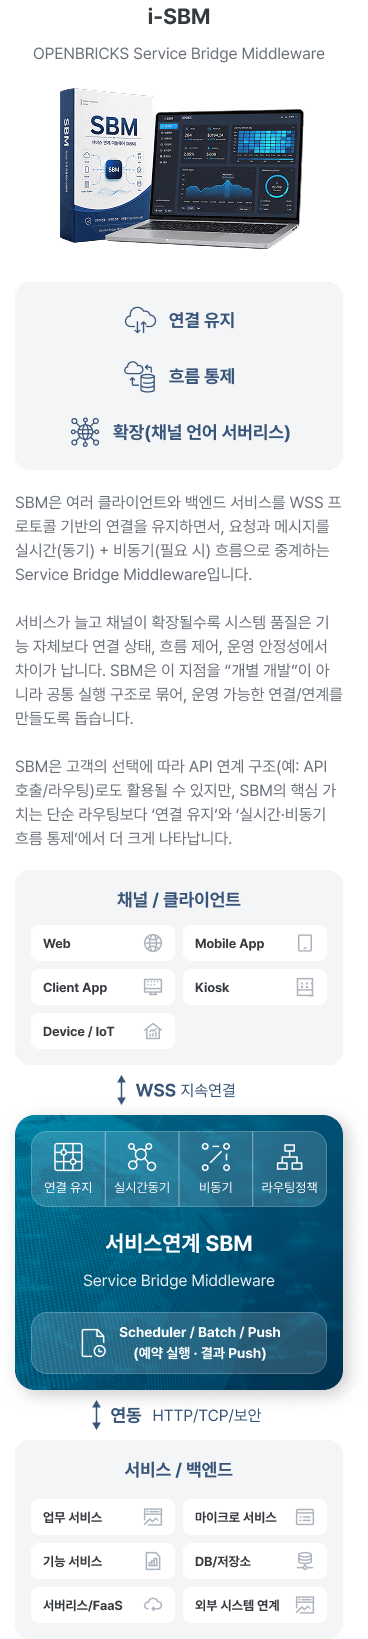 i-SBM
OPENBRICKS Service Bridge Middleware
SBM
SBM
서비스 연계 미들웨어 (SBM)
SBM
Service Bridge Middleware
연결 유지
흐름 통제
확장(채널 언어 서버리스)
SBM은 여러 클라이언트와 백엔드 서비스를 WSS 프
로토콜 기반의 연결을 유지하면서, 요청과 메시지를
실시간(동기) + 비동기(필요 시) 흐름으로 중계하는
Service Bridge Middleware입니다.
서비스가 늘고 채널이 확장될수록 시스템 품질은 기
능 자체보다 연결 상태, 흐름 제어, 운영 안정성에서
차이가 납니다. SBM은 이 지점을 “개별 개발”이 아
니라 공통 실행 구조로 묶어, 운영 가능한 연결/연계를
만들도록 돕습니다.
SBM은 고객의 선택에 따라 API 연계 구조(예: API
호출/라우팅)로도 활용될 수 있지만, SBM의 핵심 가
치는 단순 라우팅보다 ‘연결 유지’와 ‘실시간·비동기
흐름 통제’에서 더 크게 나타납니다.
채널 / 클라이언트
Web
Mobile App
Client App
Kiosk
Device / IoT
WSS 지속연결
연결 유지
실시간동기
비동기
라우팅정책
서비스연계 SBM
Service Bridge Middleware
Scheduler / Batch / Push
(예약 실행 · 결과 Push)
연동 HTTP/TCP/보안
서비스 / 백엔드
업무 서비스
마이크로 서비스
기능 서비스
DB/저장소
서버리스/FaaS
외부 시스템 연계